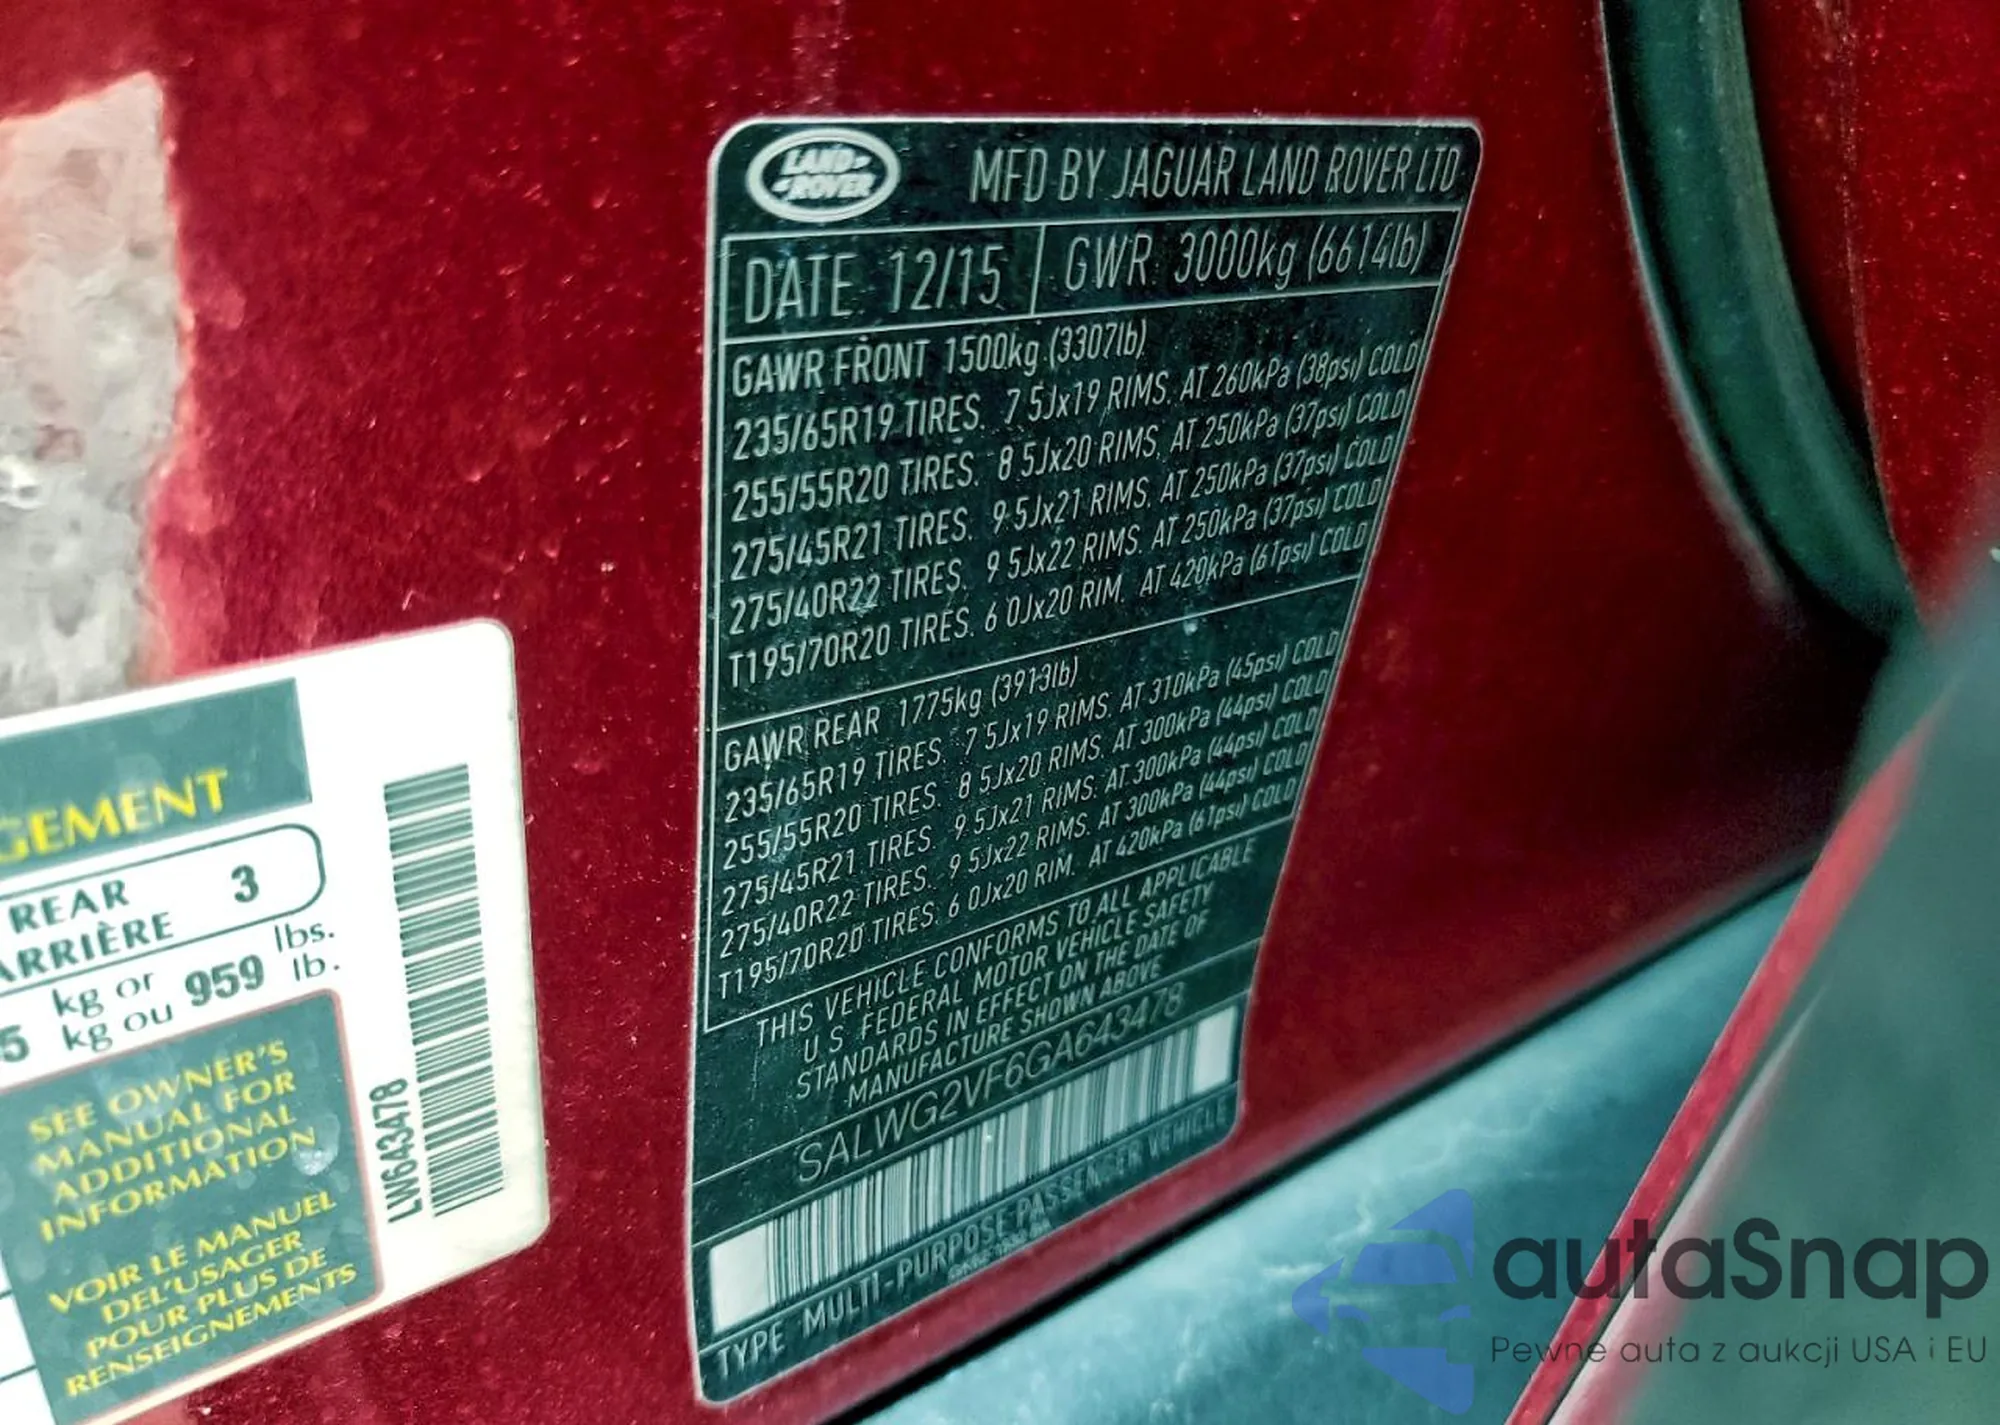 LAND ROVER
MFD BY JAGUAR LAND ROVER LTD
DATE 12/15
GWR 3000kg (6614lb)
GAWR FRONT 1500kg (3307lb)
235/65R19 TIRES. 7 5Jx19 RIMS. AT 260kPa (38psi) COLD
255/55R20 TIRES. 8 5Jx20 RIMS. AT 250kPa (37psi) COLD
275/45R21 TIRES. 9 5Jx21 RIMS. AT 250kPa (37psi) COLD
275/40R22 TIRES. 9 5Jx22 RIMS. AT 250kPa (37psi) COLD
T195/70R20 TIRES. 6 0Jx20 RIM. AT 420kPa (61psi) COLD
GAWR REAR 1775kg (3913lb)
235/65R19 TIRES. 7 5Jx19 RIMS. AT 310kPa (45psi) COLD
255/55R20 TIRES. 8 5Jx20 RIMS. AT 300kPa (44psi) COLD
275/45R21 TIRES 9 5Jx21 RIMS. AT 300kPa (44psi) COLD
275/40R22 TIRES. 9 5Jx22 RIMS. AT 300kPa (44psi) COLD
T195/70R20 TIRES. 6 0Jx20 RIM. AT 420kPa (61psi) COLD
THIS VEHICLE CONFORMS TO ALL APPLICABLE
U S FEDERAL MOTOR VEHICLE SAFETY
STANDARDS IN EFFECT ON THE DATE OF
MANUFACTURE SHOWN ABOVE
SALWG2VF6GA643478
TYPE MULTI-PURPOSE PASSENGER VEHICLE
GEMENT
REAR 3
ARRIÈRE
5 kg or 959 lbs.
kg ou lb.
SEE OWNER'S
MANUAL FOR
ADDITIONAL
INFORMATION
VOIR LE MANUEL
DEL'USAGER
POUR PLUS DE
RENSEIGNEMENTS
LW643478
autaSnap
Pewne auta z aukcji USA i EU